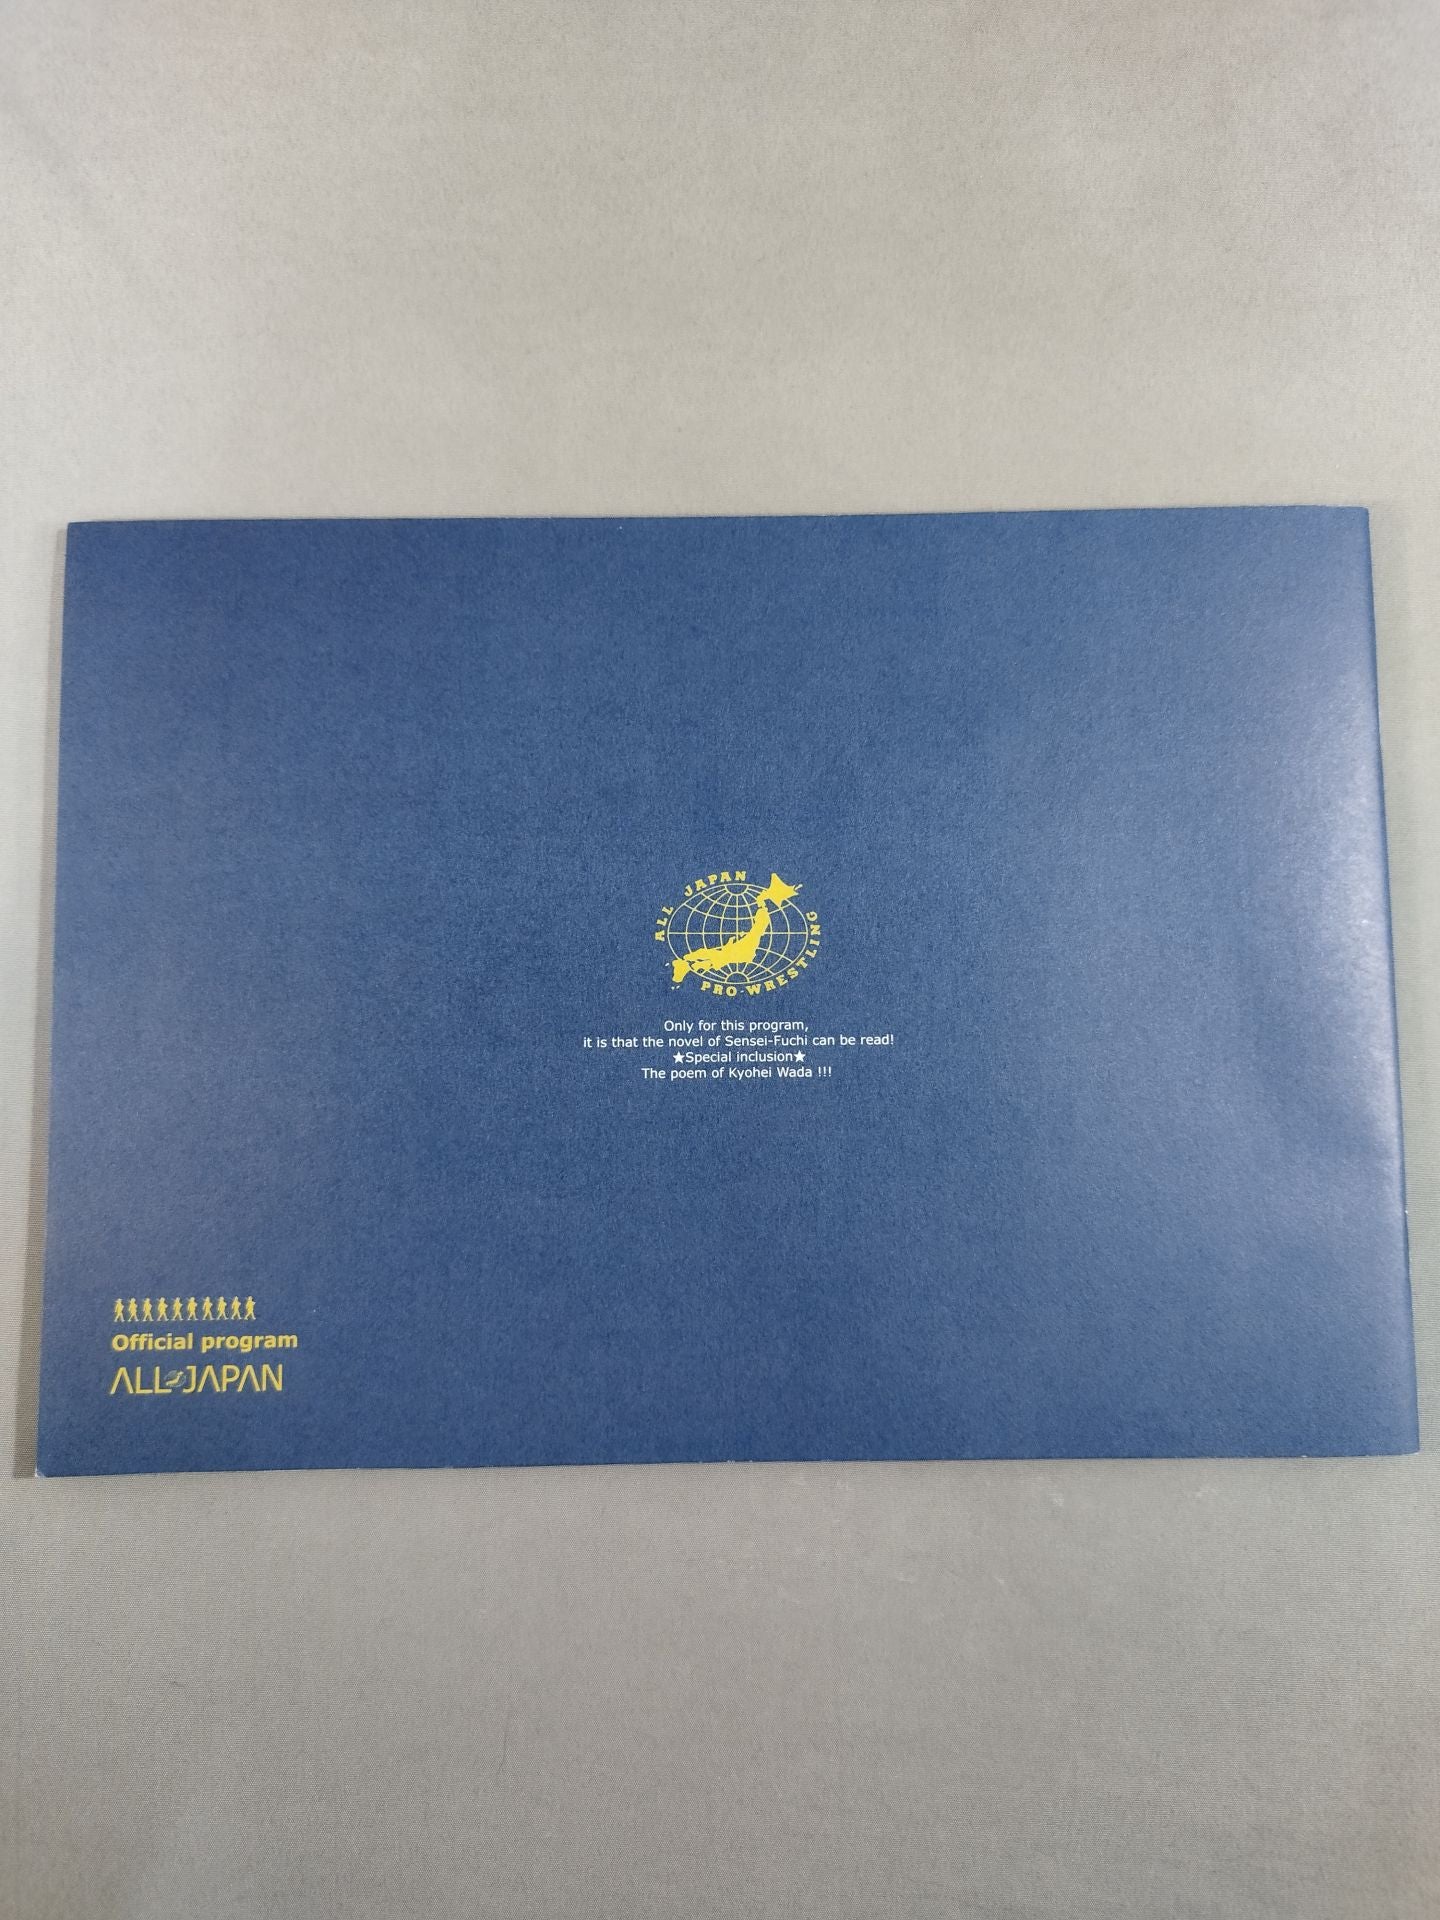 ALL JAPAN
PRO-WRESTLING
Only for this program,
it is that the novel of Sensei-Fuchi can be read!
★Special inclusion★
The poem of Kyohei Wada !!!
Official program
ALL JAPAN